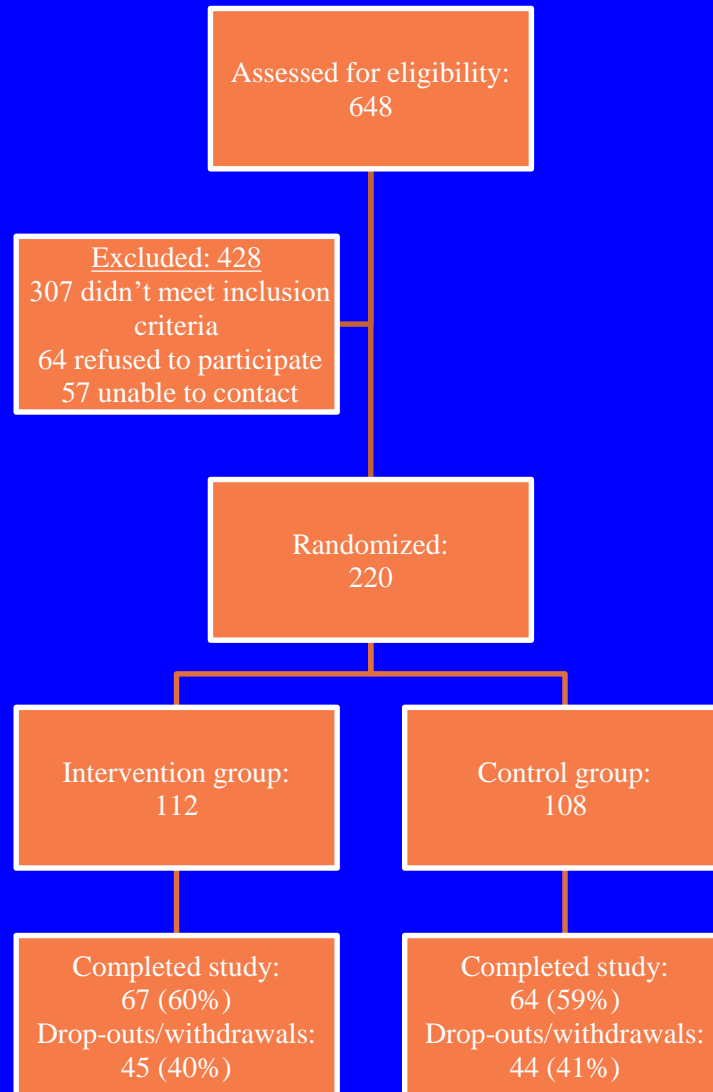 Assessed for eligibility:
648
Excluded: 428
307 didn’t meet inclusion
criteria
64 refused to participate
57 unable to contact
Randomized:
220
Intervention group:
112
Control group:
108
Completed study:
67 (60%)
Drop-outs/withdrawals:
45 (40%)
Completed study:
64 (59%)
Drop-outs/withdrawals:
44 (41%)